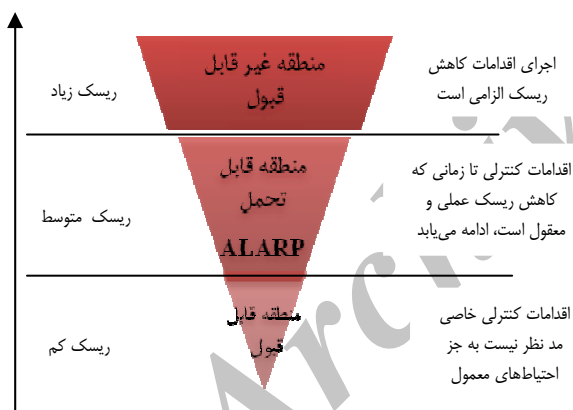 اجرای اقدامات کاهش
ریسک الزامی است
منطقه غیر قابل
قبول
ریسک زیاد
اقدامات کنترلی تا زمانی که
کاهش ریسک عملی و
معقول است، ادامه می‌یابد
منطقه قابل
تحمل
ALARP
ریسک متوسط
اقدامات کنترلی خاصی
مد نظر نیست به جز
احتیاط‌های معمول
منطقه قابل
قبول
ریسک کم